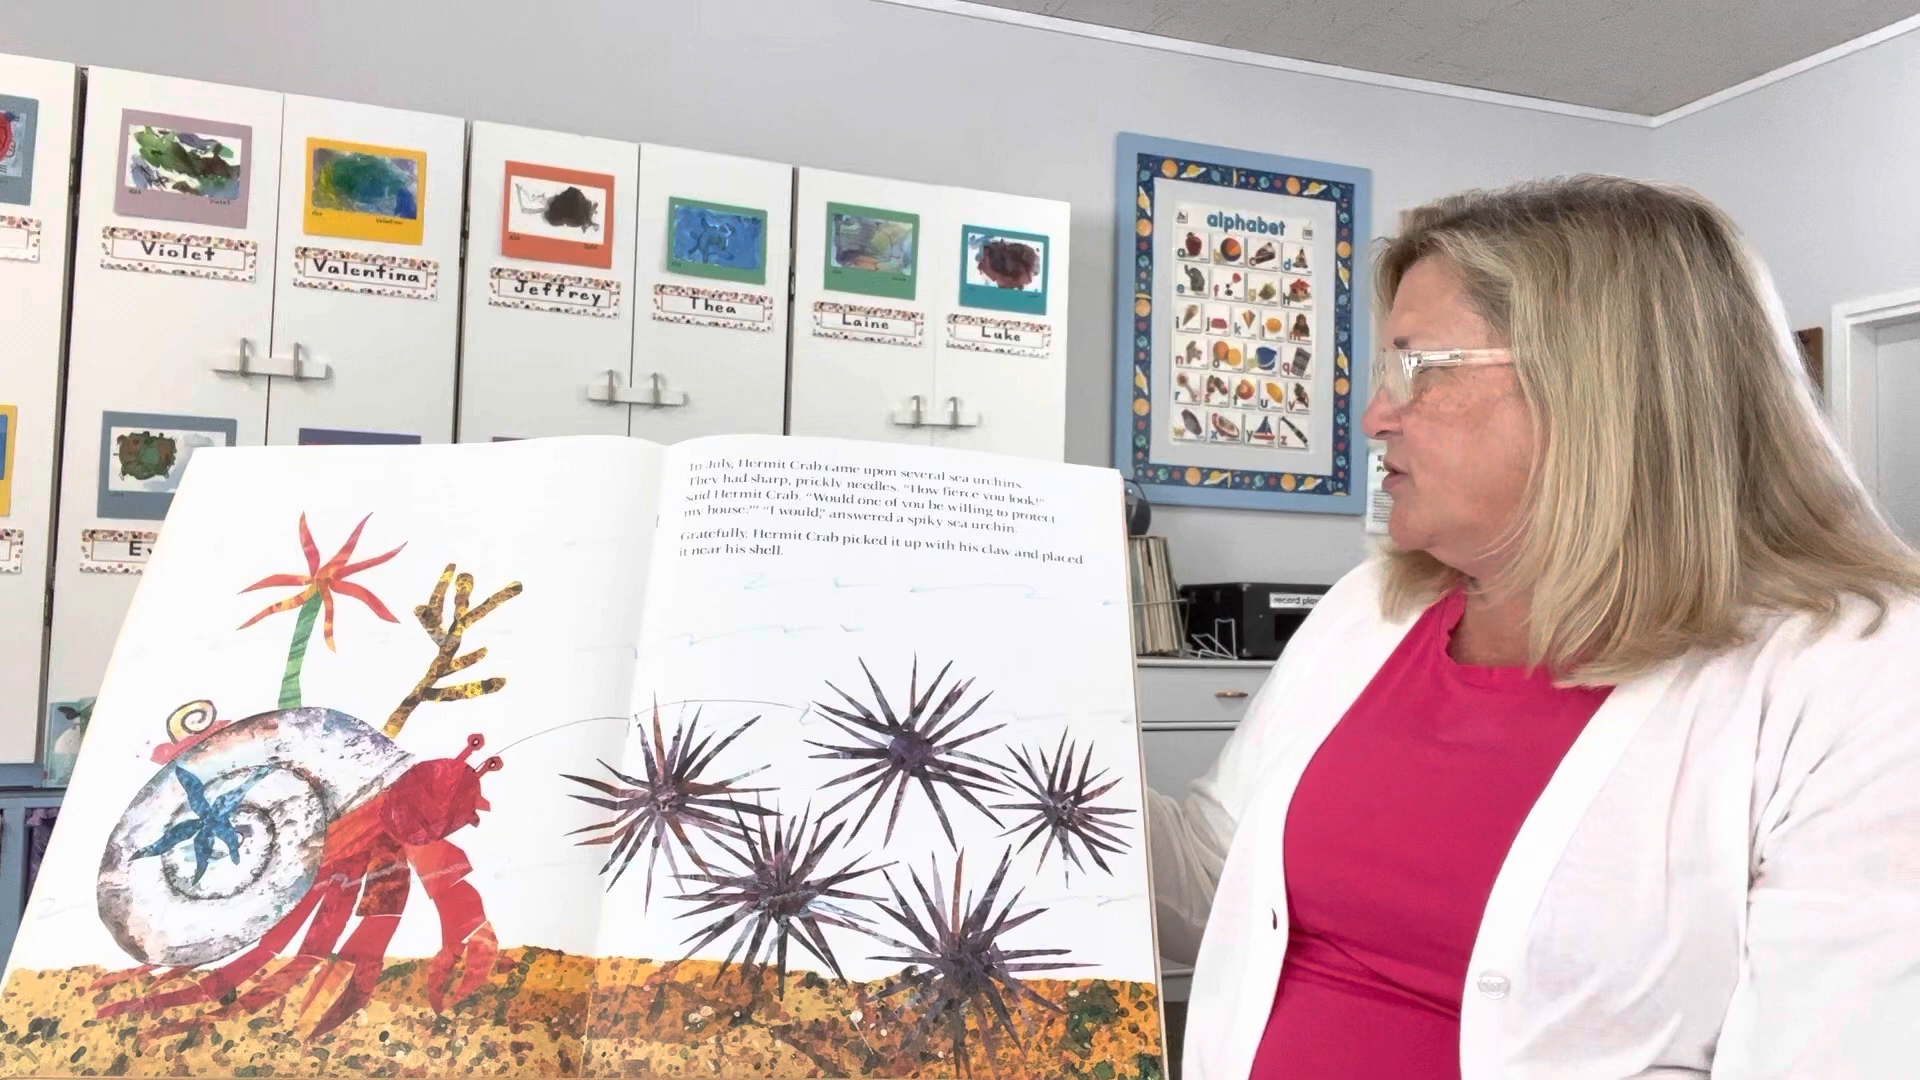 Violet
Valentina
Jeffrey
Thea
Laine
Luke
alphabet
a
d
e
h
i
j
k
n
q
r
s
t
u
v
w
x
y
z
In July, Hermit Crab came upon several sea urchins.
They had sharp, prickly needles. “How fierce you look!”
said Hermit Crab. “Would one of you be willing to protect
my house?” “I would,” answered a spiky sea urchin.
Gratefully, Hermit Crab picked it up with his claw and placed
it near his shell.
record